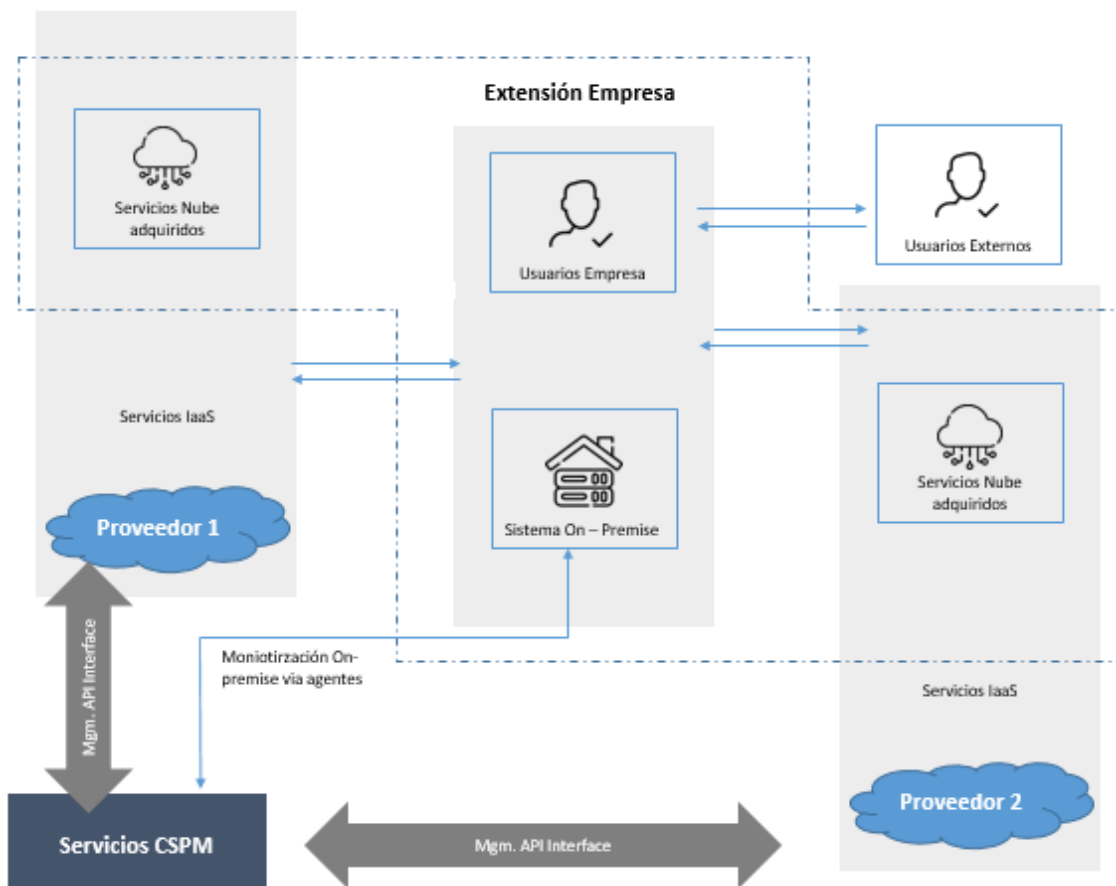 Extensión Empresa
Servicios Nube
adquiridos
Usuarios Empresa
Usuarios Externos
Servicios IaaS
Sistema On – Premise
Servicios Nube
adquiridos
Proveedor 1
Mgm. API Interface
Moniotirzación On-
premise via agentes
Servicios IaaS
Proveedor 2
Servicios CSPM
Mgm. API Interface